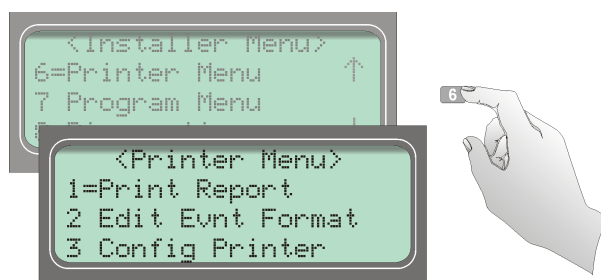 <Installer Menu>
6=Printer Menu ↑
7 Program Menu
<Printer Menu>
1=Print Report
2 Edit Evnt Format
3 Config Printer
6